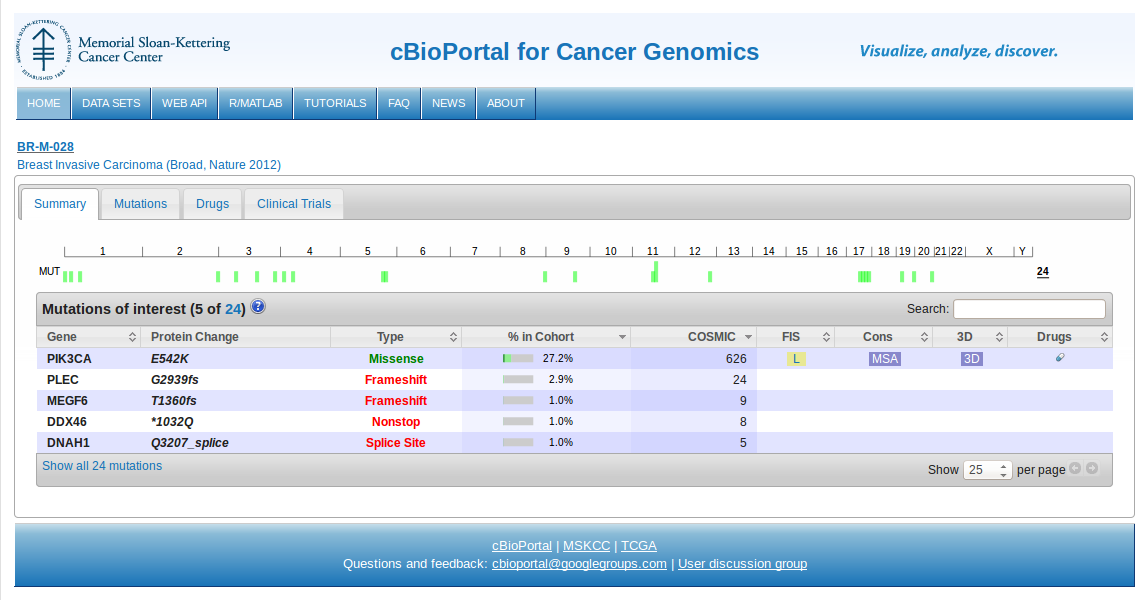 MEMORIAL SLOAN-KETTERING CANCER CENTER
· ESTABLISHED 1884 ·
Memorial Sloan-Kettering
Cancer Center
cBioPortal for Cancer Genomics
Visualize, analyze, discover.
HOME DATA SETS WEB API R/MATLAB TUTORIALS FAQ NEWS ABOUT
BR-M-028
Breast Invasive Carcinoma (Broad, Nature 2012)
Summary Mutations Drugs Clinical Trials
1 2 3 4 5 6 7 8 9 10 11 12 13 14 15 16 17 18 19 20 21 22 X Y
MUT 24
Mutations of interest (5 of 24) ? Search:
Gene Protein Change Type % in Cohort COSMIC FIS Cons 3D Drugs
PIK3CA E542K Missense 27.2% 626 L MSA 3D
PLEC G2939fs Frameshift 2.9% 24
MEGF6 T1360fs Frameshift 1.0% 9
DDX46 *1032Q Nonstop 1.0% 8
DNAH1 Q3207_splice Splice Site 1.0% 5
Show all 24 mutations Show 25 per page
cBioPortal | MSKCC | TCGA
Questions and feedback: cbioportal@googlegroups.com | User discussion group